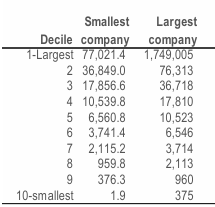 Smallest Largest
Decile company company
1-Largest 77,021.4 1,749,005
2 36,849.0 76,313
3 17,856.6 36,718
4 10,539.8 17,810
5 6,560.8 10,523
6 3,741.4 6,546
7 2,115.2 3,714
8 959.8 2,113
9 376.3 960
10-smallest 1.9 375